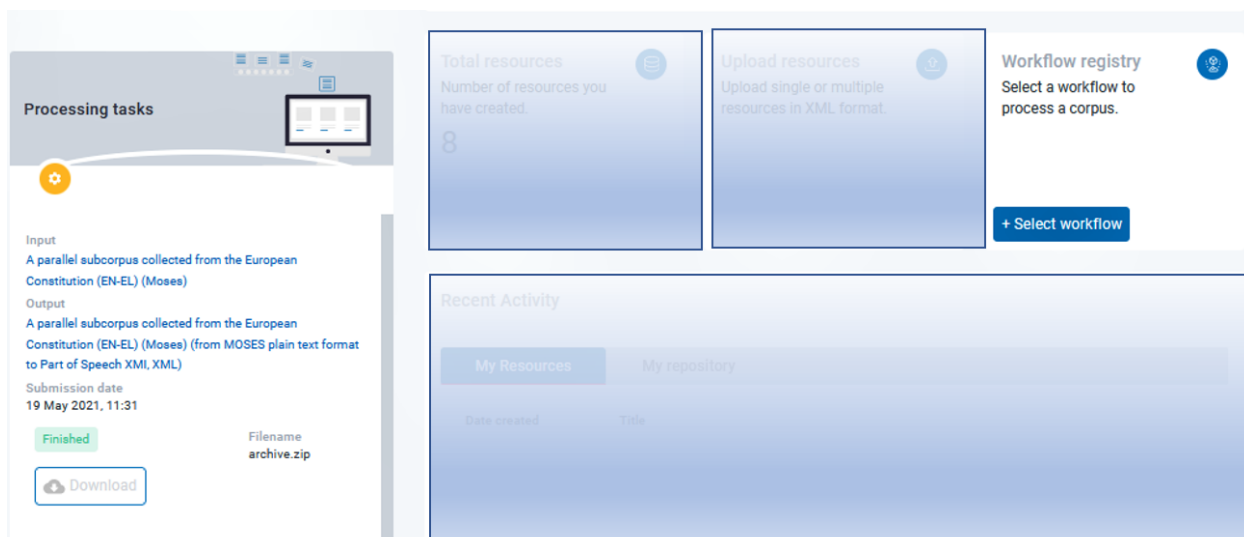 Processing tasks
Input
A parallel subcorpus collected from the European
Constitution (EN-EL) (Moses)
Output
A parallel subcorpus collected from the European
Constitution (EN-EL) (Moses) (from MOSES plain text format
to Part of Speech XMI, XML)
Submission date
19 May 2021, 11:31
Finished
Filename
archive.zip
Download
Total resources
Number of resources you
have created.
8
Upload resources
Upload single or multiple
resources in XML format.
Workflow registry
Select a workflow to
process a corpus.
+ Select workflow
Recent Activity
My Resources
My repository
Date created
Title